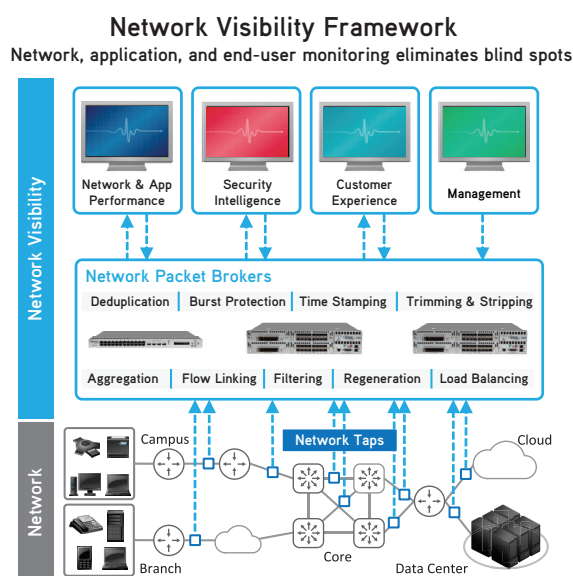 Network Visibility Framework
Network, application, and end-user monitoring eliminates blind spots
Network Visibility
Network & App
Performance
Security
Intelligence
Customer
Experience
Management
Network Packet Brokers
Deduplication
Burst Protection
Time Stamping
Trimming & Stripping
Aggregation
Flow Linking
Filtering
Regeneration
Load Balancing
Network
Network Taps
Campus
Cloud
Branch
Core
Data Center